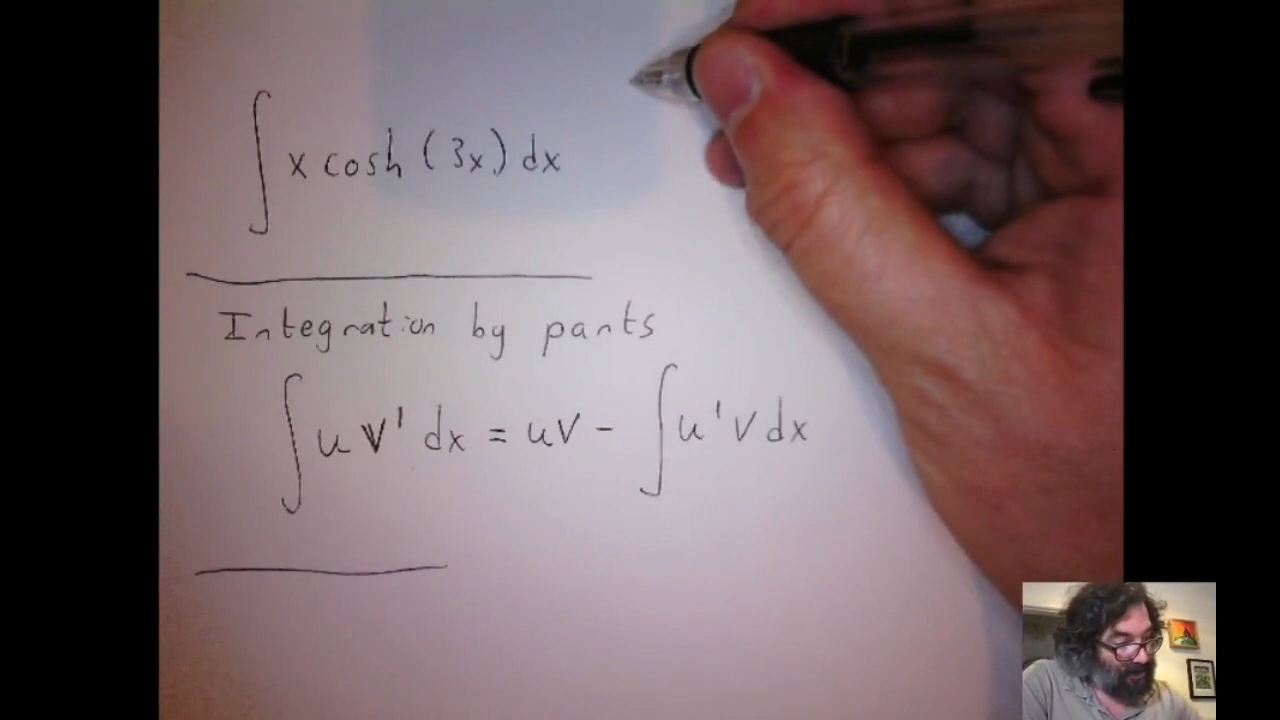 ∫ x cosh (3x) dx
Integration by parts
∫ u v' dx = uv - ∫ u' v dx